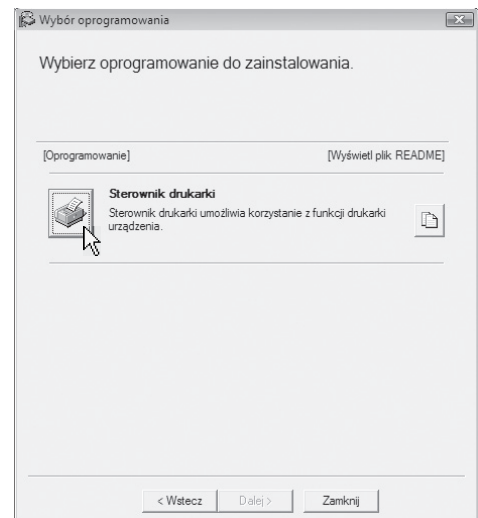 Wybór oprogramowania
Wybierz oprogramowanie do zainstalowania.
[Oprogramowanie] [Wyświetl plik README]
Sterownik drukarki
Sterownik drukarki umożliwia korzystanie z funkcji drukarki
urządzenia.
< Wstecz Dalej > Zamknij